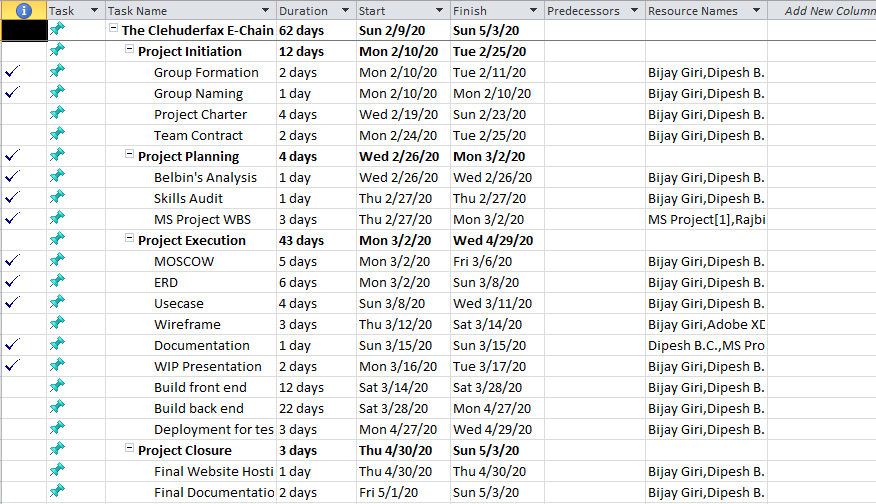 Task Task Name Duration Start Finish Predecessors Resource Names Add New Column
The Clehuderfax E-Chain 62 days Sun 2/9/20 Sun 5/3/20
Project Initiation 12 days Mon 2/10/20 Tue 2/25/20
Group Formation 2 days Mon 2/10/20 Tue 2/11/20 Bijay Giri,Dipesh B.
Group Naming 1 day Mon 2/10/20 Mon 2/10/20 Bijay Giri,Dipesh B.
Project Charter 4 days Wed 2/19/20 Sun 2/23/20 Bijay Giri,Dipesh B.
Team Contract 2 days Mon 2/24/20 Tue 2/25/20 Bijay Giri,Dipesh B.
Project Planning 4 days Wed 2/26/20 Mon 3/2/20
Belbin's Analysis 1 day Wed 2/26/20 Wed 2/26/20 Bijay Giri,Dipesh B.
Skills Audit 1 day Thu 2/27/20 Thu 2/27/20 Bijay Giri,Dipesh B.
MS Project WBS 3 days Thu 2/27/20 Mon 3/2/20 MS Project[1],Rajbi
Project Execution 43 days Mon 3/2/20 Wed 4/29/20
MOSCOW 5 days Mon 3/2/20 Fri 3/6/20 Bijay Giri,Dipesh B.
ERD 6 days Mon 3/2/20 Sun 3/8/20 Bijay Giri,Dipesh B.
Usecase 4 days Sun 3/8/20 Wed 3/11/20 Bijay Giri,Dipesh B.
Wireframe 3 days Thu 3/12/20 Sat 3/14/20 Bijay Giri,Adobe XD
Documentation 1 day Sun 3/15/20 Sun 3/15/20 Dipesh B.C.,MS Pro
WIP Presentation 2 days Mon 3/16/20 Tue 3/17/20 Bijay Giri,Dipesh B.
Build front end 12 days Sat 3/14/20 Sat 3/28/20 Bijay Giri,Dipesh B.
Build back end 22 days Sat 3/28/20 Mon 4/27/20 Bijay Giri,Dipesh B.
Deployment for tes 3 days Mon 4/27/20 Wed 4/29/20 Bijay Giri,Dipesh B.
Project Closure 3 days Thu 4/30/20 Sun 5/3/20
Final Website Hosti 1 day Thu 4/30/20 Thu 4/30/20 Bijay Giri,Dipesh B.
Final Documentatio 2 days Fri 5/1/20 Sun 5/3/20 Bijay Giri,Dipesh B.